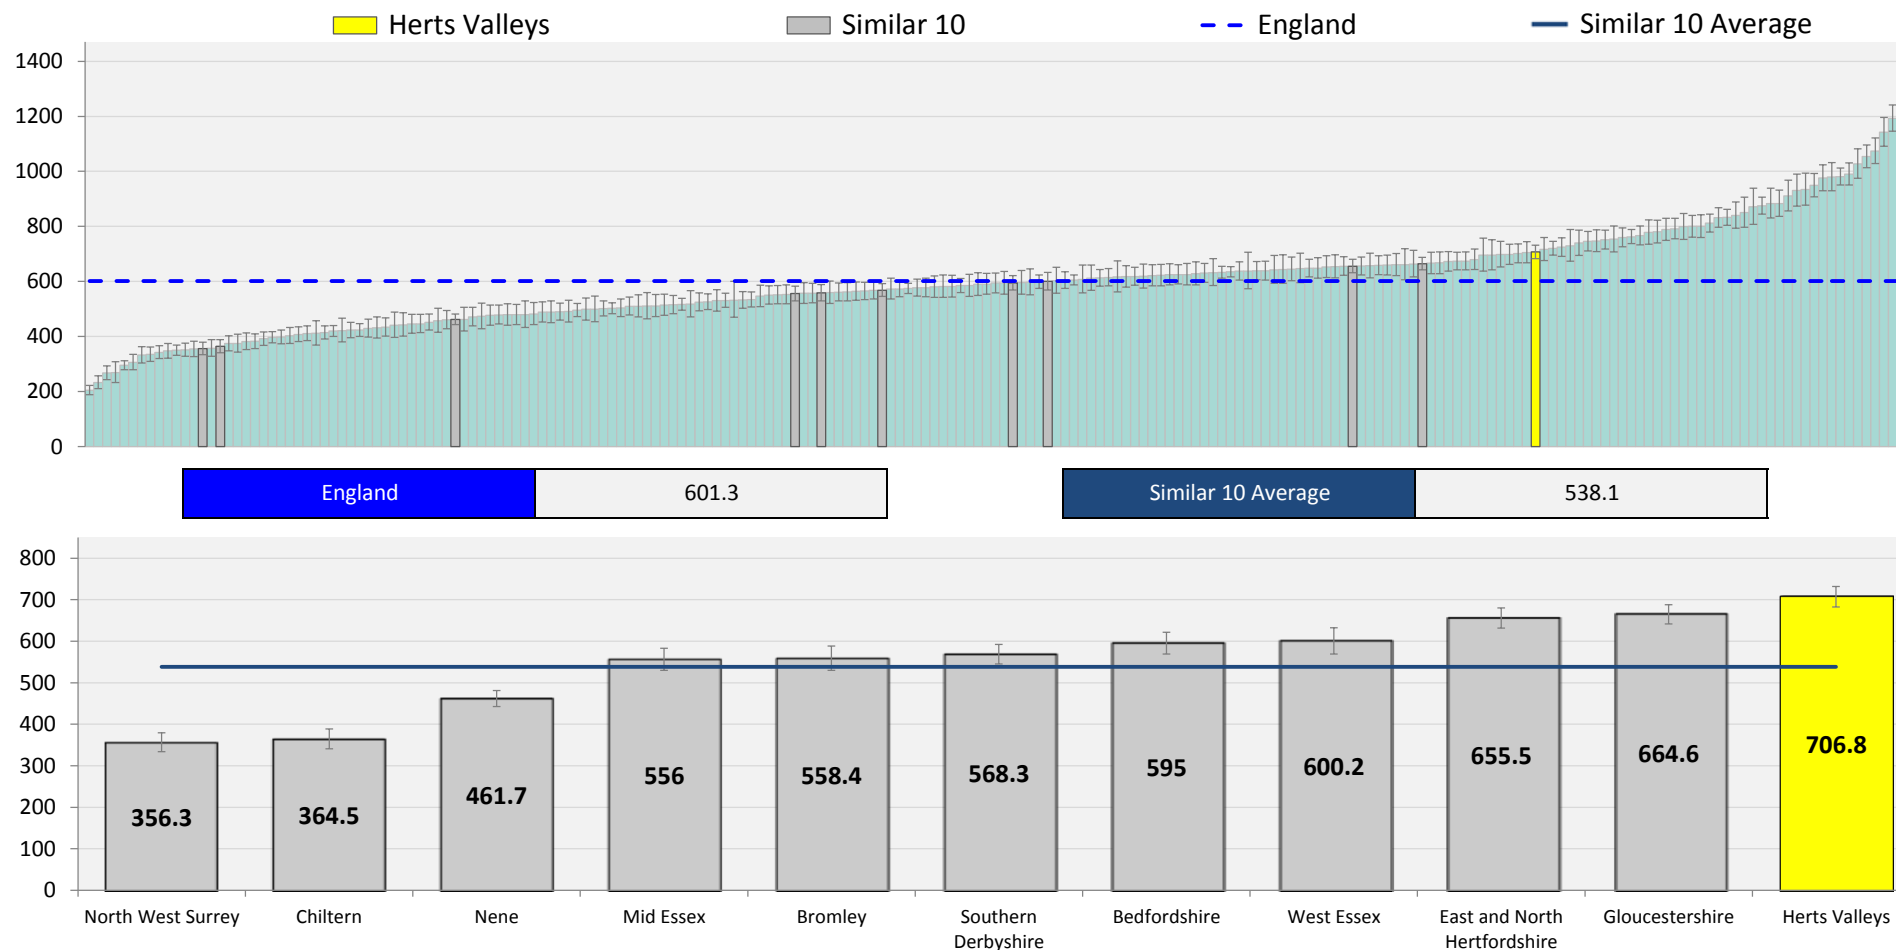 Herts Valleys
Similar 10
England
Similar 10 Average
1400
1200
1000
800
600
400
200
0
England
601.3
Similar 10 Average
538.1
800
700
600
500
400
300
200
100
0
356.3
364.5
461.7
556
558.4
568.3
595
600.2
655.5
664.6
706.8
North West Surrey
Chiltern
Nene
Mid Essex
Bromley
Southern
Derbyshire
Bedfordshire
West Essex
East and North
Hertfordshire
Gloucestershire
Herts Valleys